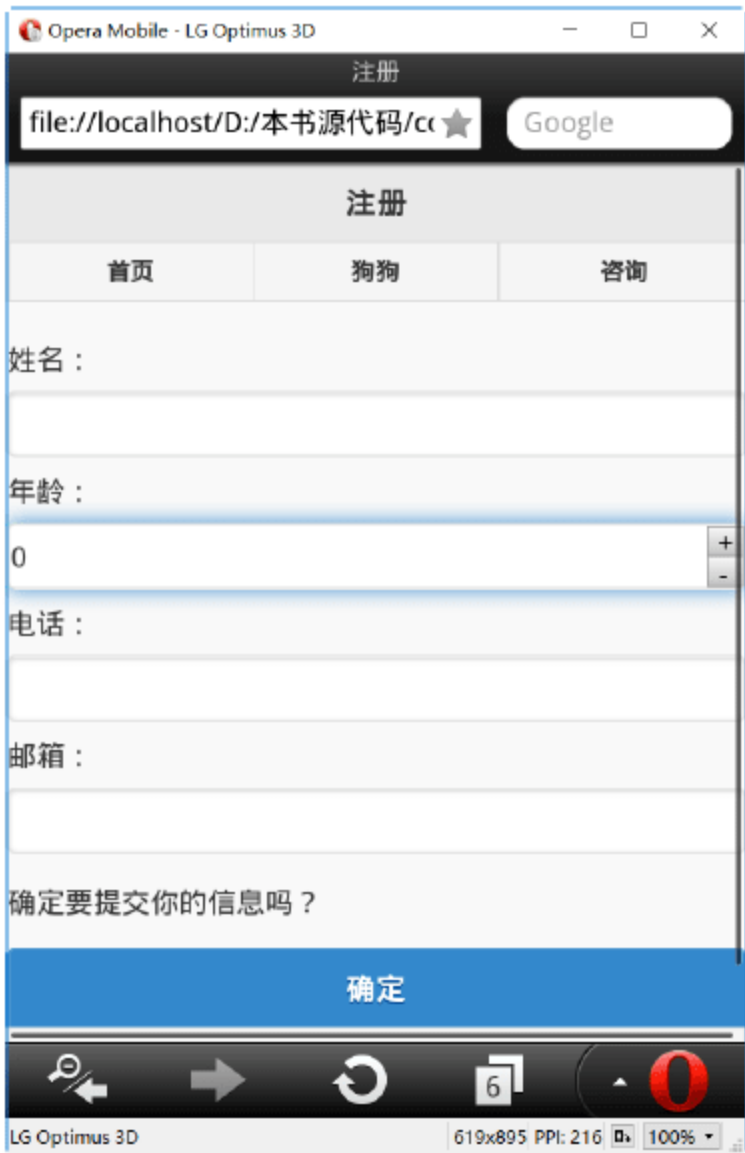 Opera Mobile - LG Optimus 3D
注册
file://localhost/D:/本书源代码/cc
Google
注册
首页 狗狗 咨询
姓名：
年龄：
0
+
-
电话：
邮箱：
确定要提交你的信息吗？
确定
6
LG Optimus 3D 619x895 PPI: 216 100%